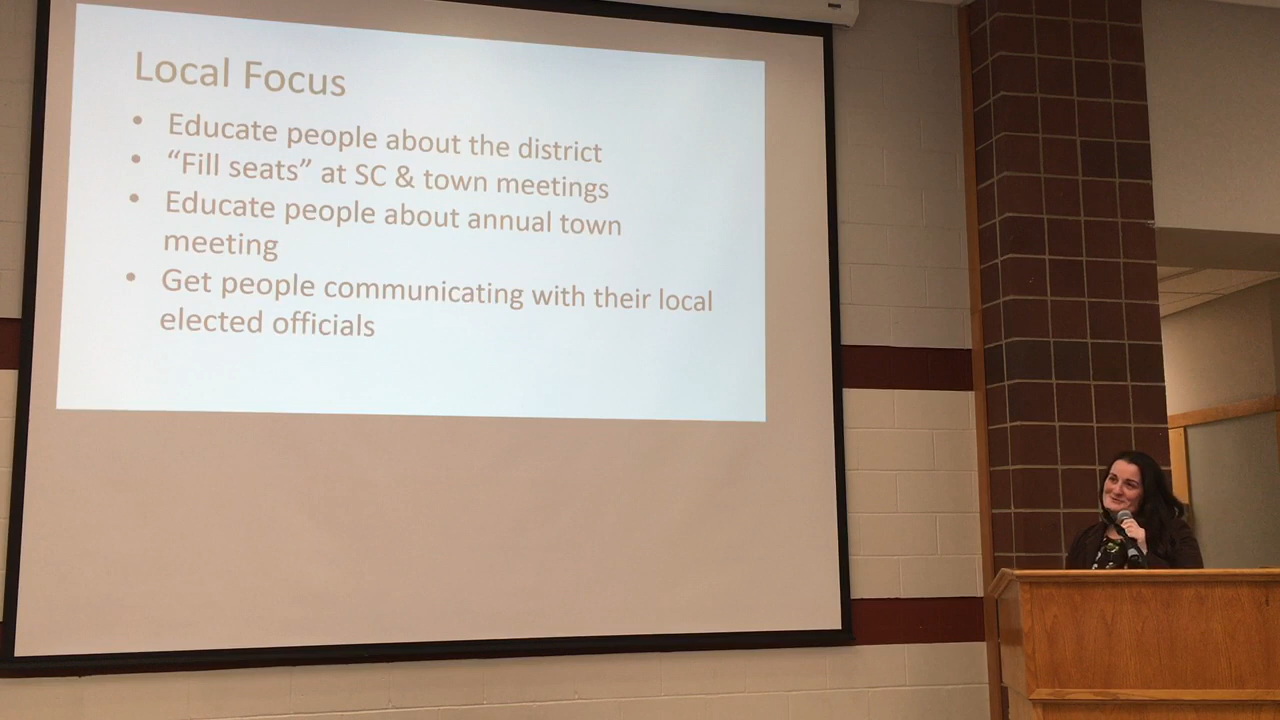 Local Focus
• Educate people about the district
• “Fill seats” at SC & town meetings
• Educate people about annual town
meeting
• Get people communicating with their local
elected officials